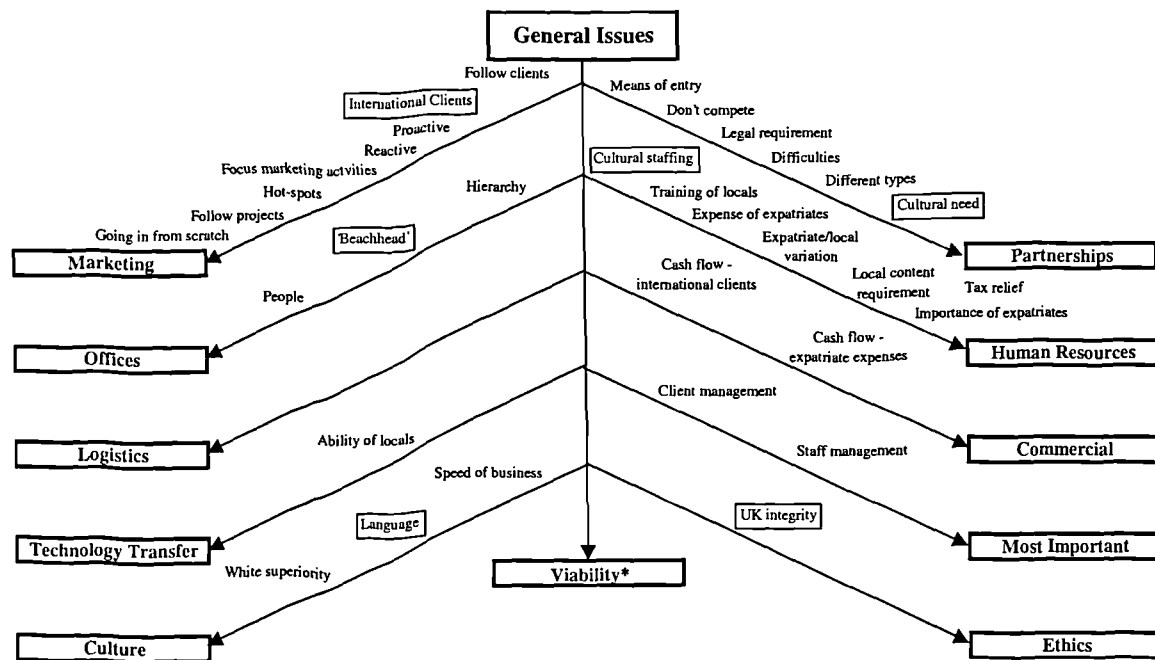 General Issues
Follow clients
Means of entry
International Clients
Don't compete
Proactive
Legal requirement
Reactive
Cultural staffing
Difficulties
Focus marketing actvities
Different types
Hot-spots
Hierarchy
Training of locals
Cultural need
Follow projects
Expense of expatriates
Going in from scratch
'Beachhead'
Expatriate/local
variation
Marketing
Partnerships
Cash flow -
international clients
Local content
requirement
Tax relief
People
Importance of expatriates
Offices
Cash flow -
expatriate expenses
Human Resources
Client management
Ability of locals
Logistics
Staff management
Commercial
Speed of business
Language
UK integrity
Technology Transfer
Most Important
White superiority
Viability*
Culture
Ethics